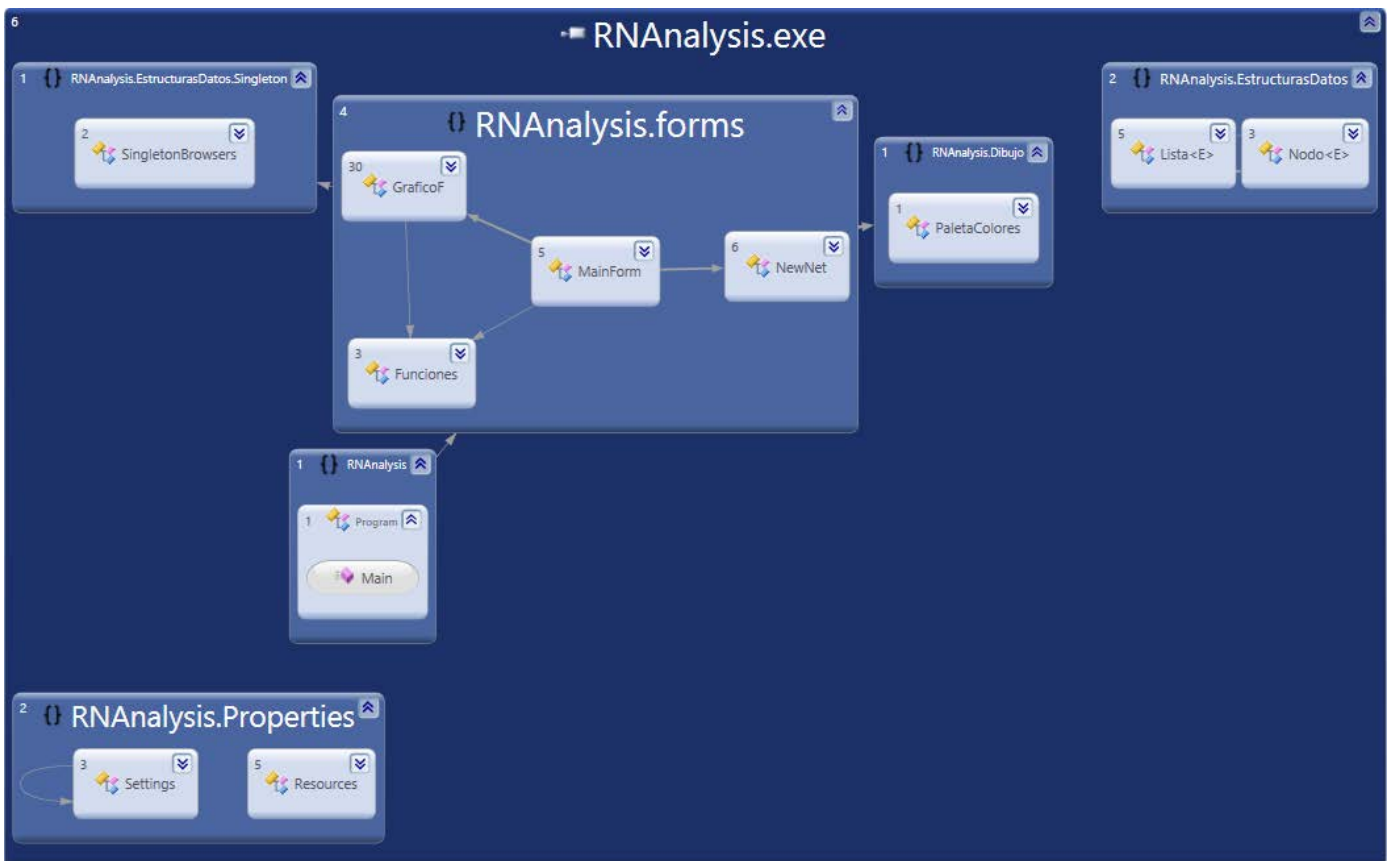 6
RNAnalysis.exe
1 {} RNAnalysis.EstructurasDatos.Singleton
2
SingletonBrowsers
4
{} RNAnalysis.forms
30
GraficoF
5
MainForm
6
NewNet
3
Funciones
1 {} RNAnalysis.Dibujo
1
PaletaColores
2 {} RNAnalysis.EstructurasDatos
5
Lista<E>
3
Nodo<E>
1 {} RNAnalysis
1 Program
Main
2 {} RNAnalysis.Properties
3
Settings
5
Resources